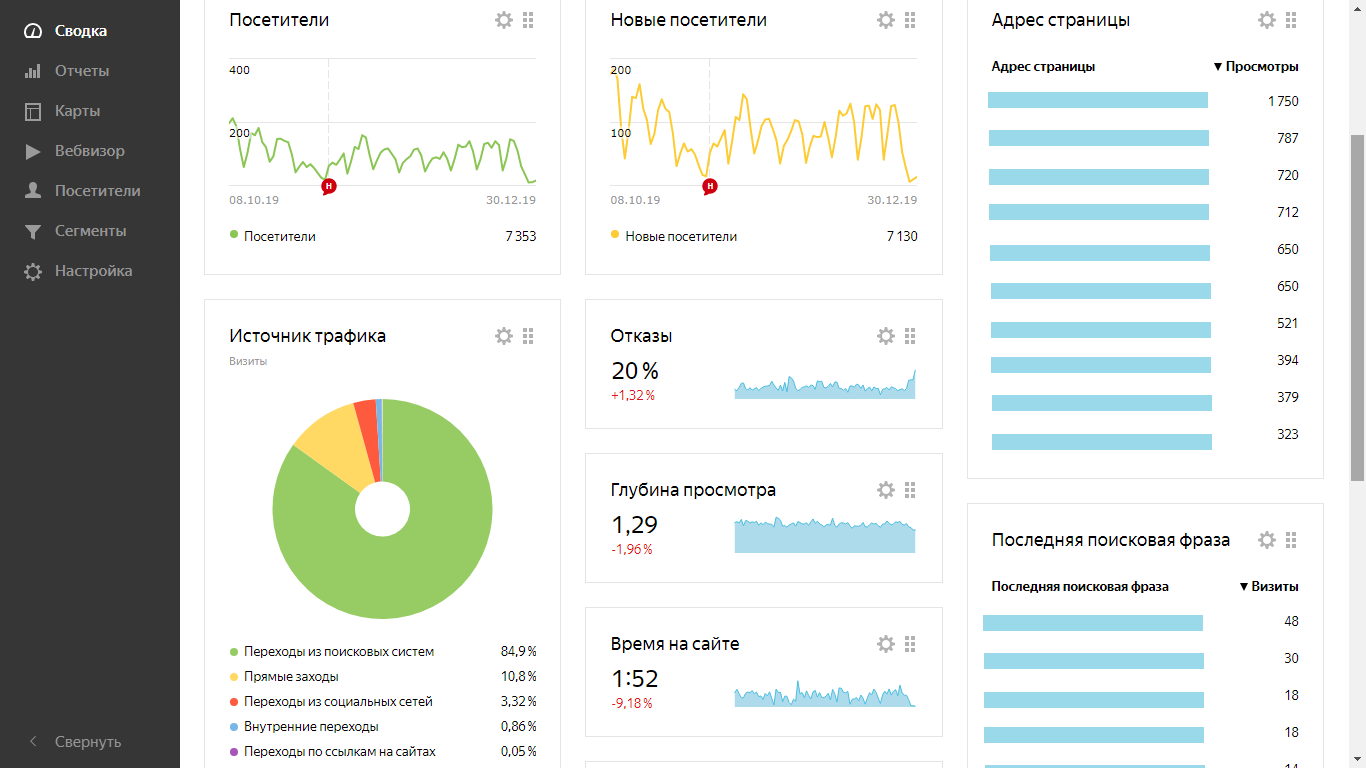 Сводка
Отчеты
Карты
Вебвизор
Посетители
Сегменты
Настройка
Свернуть
Посетители
400
200
Н
08.10.19 30.12.19
Посетители 7 353
Новые посетители
200
100
Н
08.10.19 30.12.19
Новые посетители 7 130
Адрес страницы
Адрес страницы ▼ Просмотры
1 750
787
720
712
650
650
521
394
379
323
Источник трафика
Визиты
Переходы из поисковых систем 84,9 %
Прямые заходы 10,8 %
Переходы из социальных сетей 3,32 %
Внутренние переходы 0,86 %
Переходы по ссылкам на сайтах 0,05 %
Отказы
20 %
+1,32 %
Глубина просмотра
1,29
-1,96 %
Время на сайте
1:52
-9,18 %
Последняя поисковая фраза
Последняя поисковая фраза ▼ Визиты
48
30
18
18